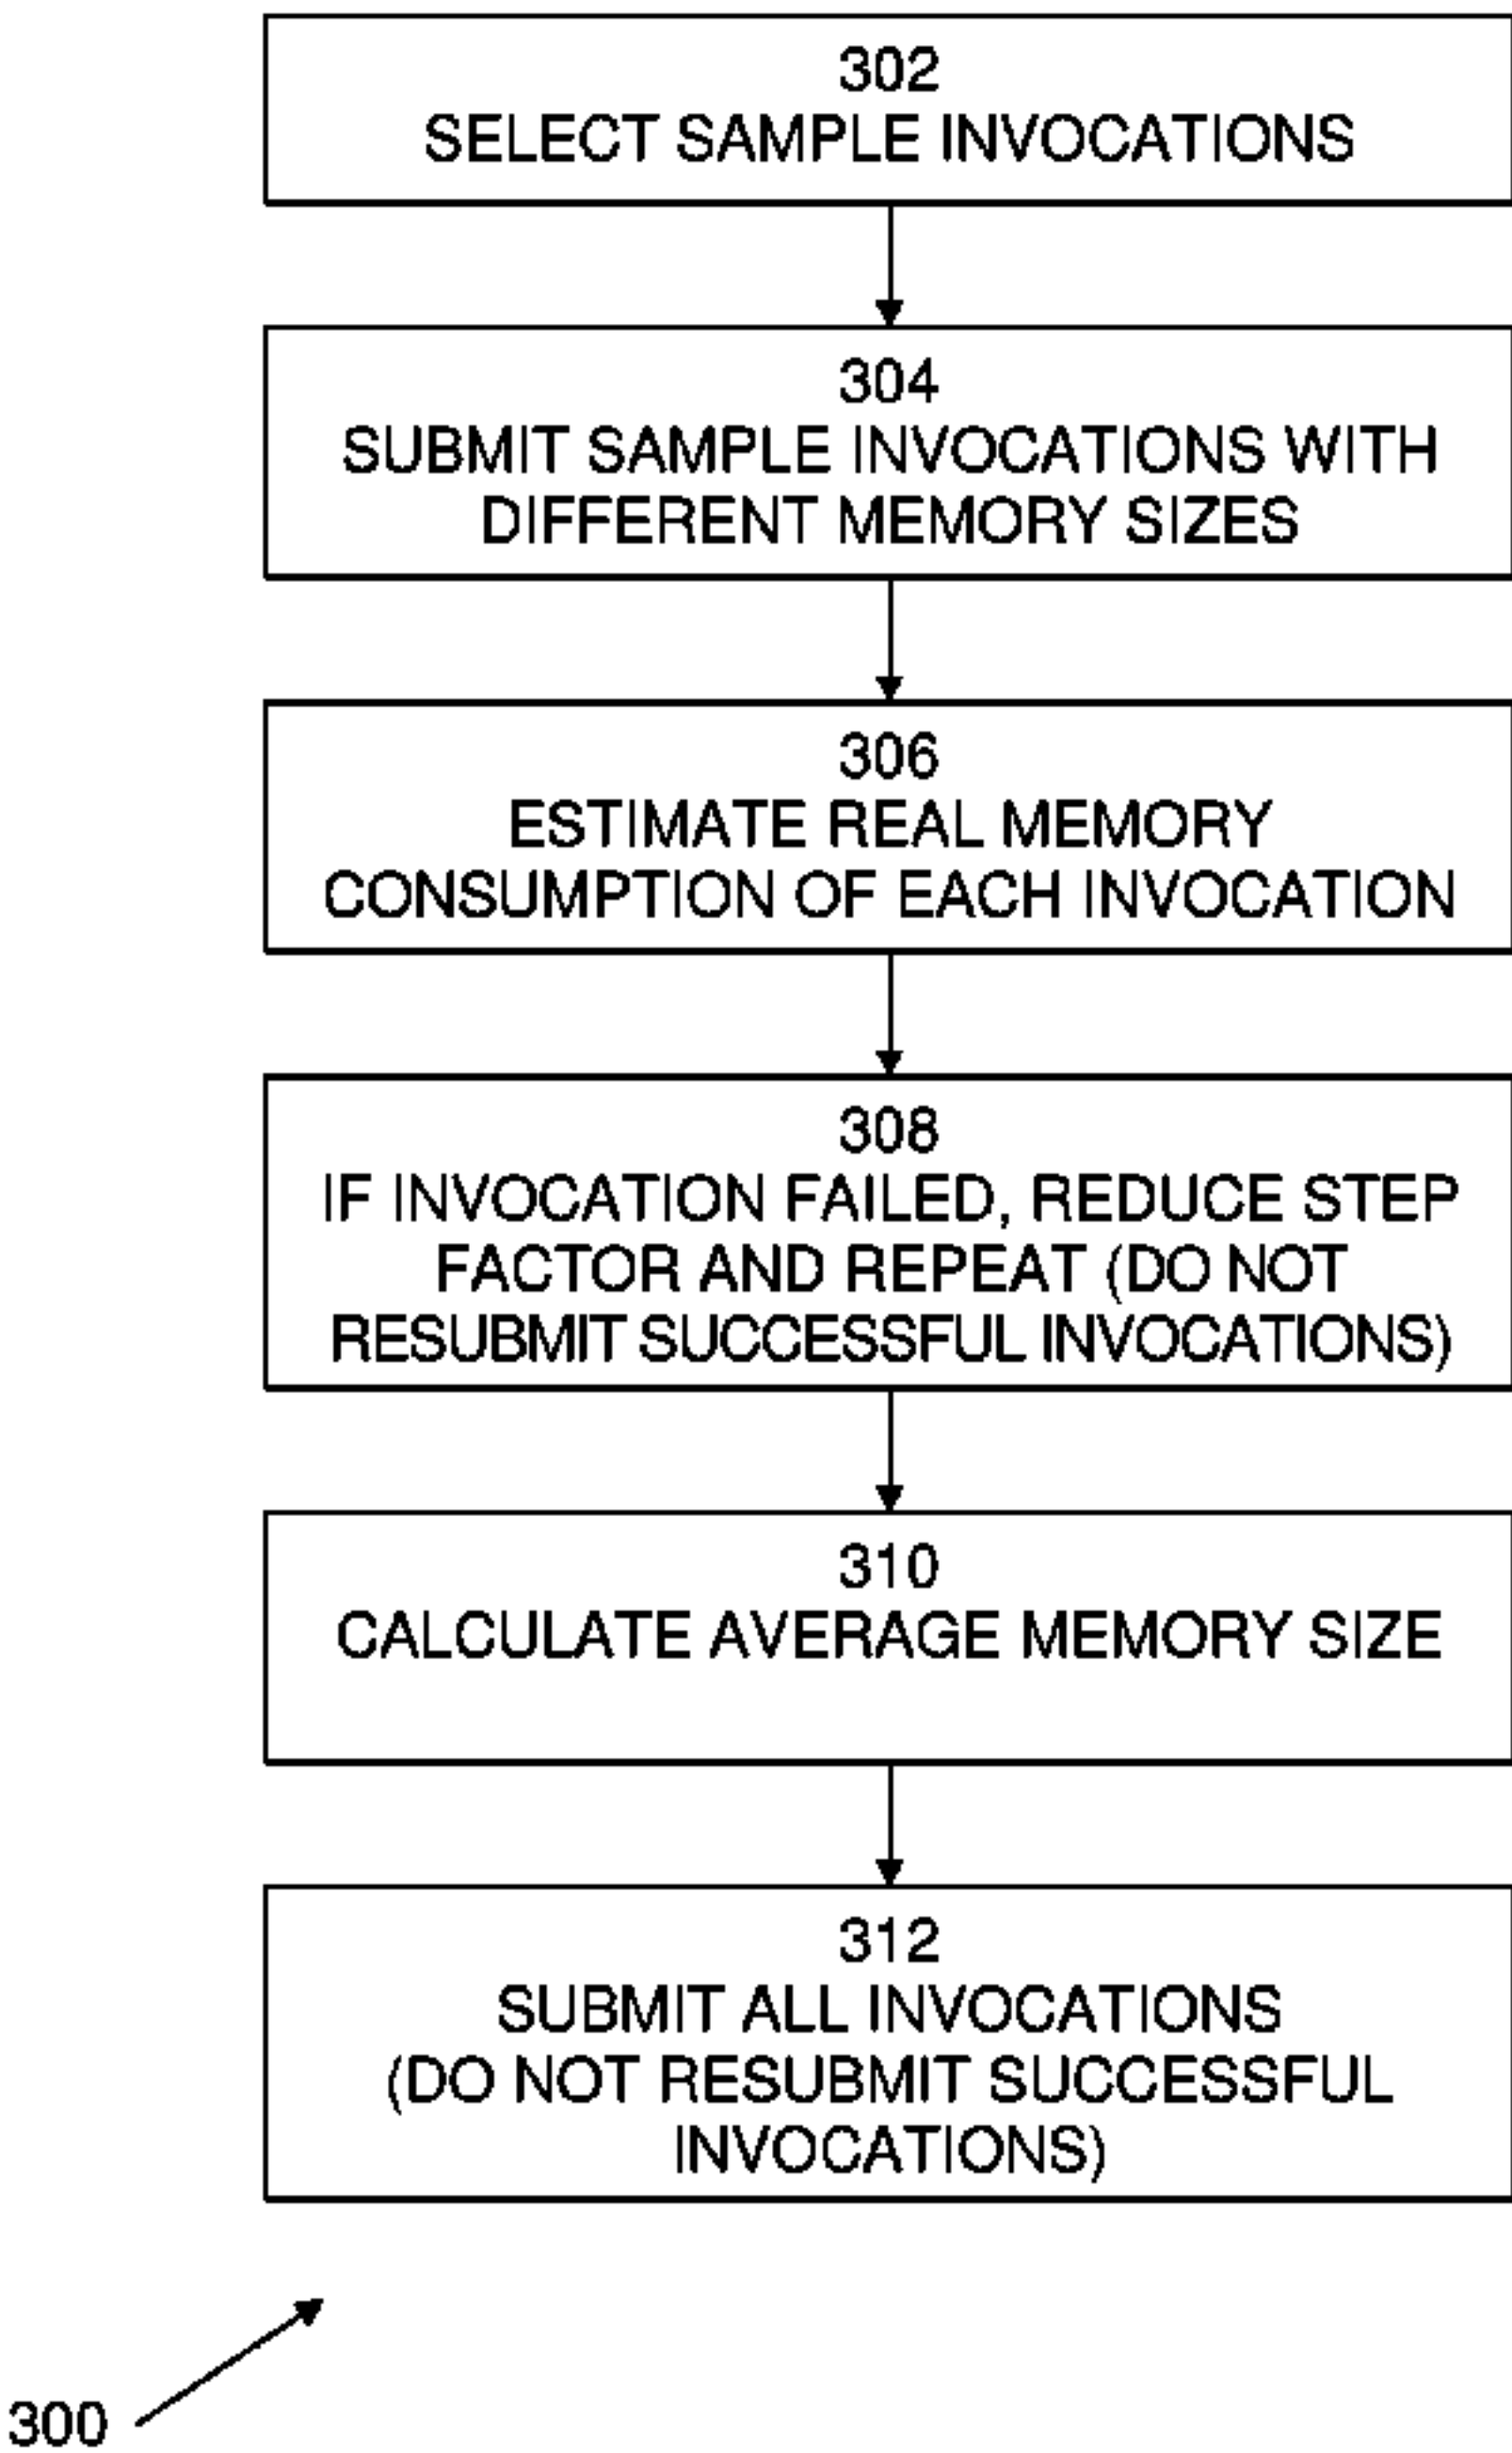 302
SELECT SAMPLE INVOCATIONS
304
SUBMIT SAMPLE INVOCATIONS WITH
DIFFERENT MEMORY SIZES
306
ESTIMATE REAL MEMORY
CONSUMPTION OF EACH INVOCATION
308
IF INVOCATION FAILED, REDUCE STEP
FACTOR AND REPEAT (DO NOT
RESUBMIT SUCCESSFUL INVOCATIONS)
310
CALCULATE AVERAGE MEMORY SIZE
312
SUBMIT ALL INVOCATIONS
(DO NOT RESUBMIT SUCCESSFUL
INVOCATIONS)
300